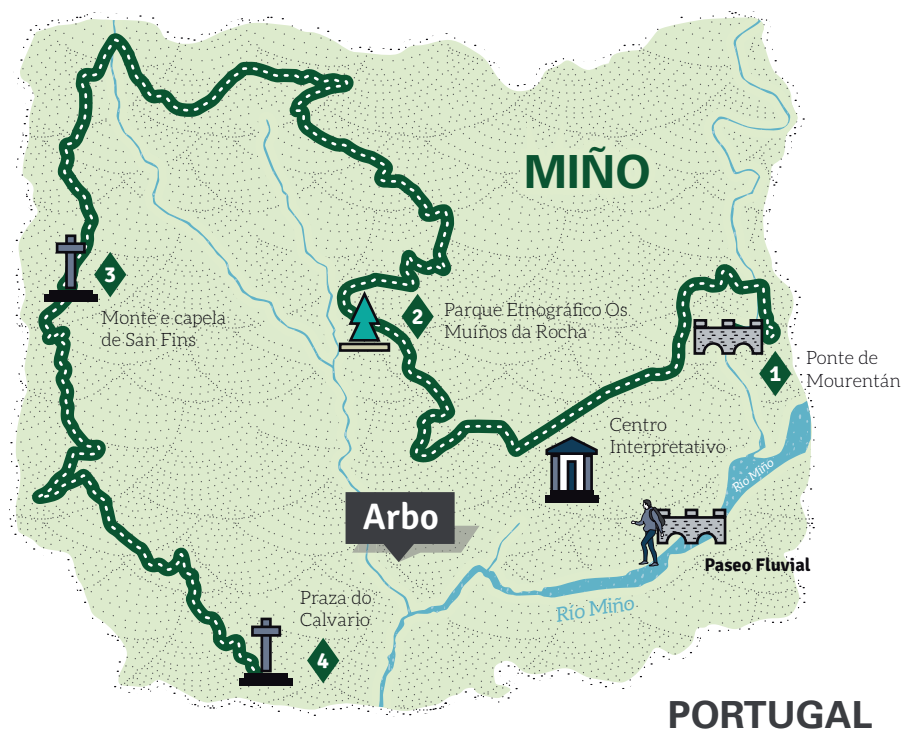 MIÑO
3
Monte e capela
de San Fins
2
Parque Etnográfico Os
Muíños da Rocha
1
Ponte de
Mourentán
Centro
Interpretativo
Río Miño
Arbo
Paseo Fluvial
Río Miño
Praza do
Calvario
4
PORTUGAL